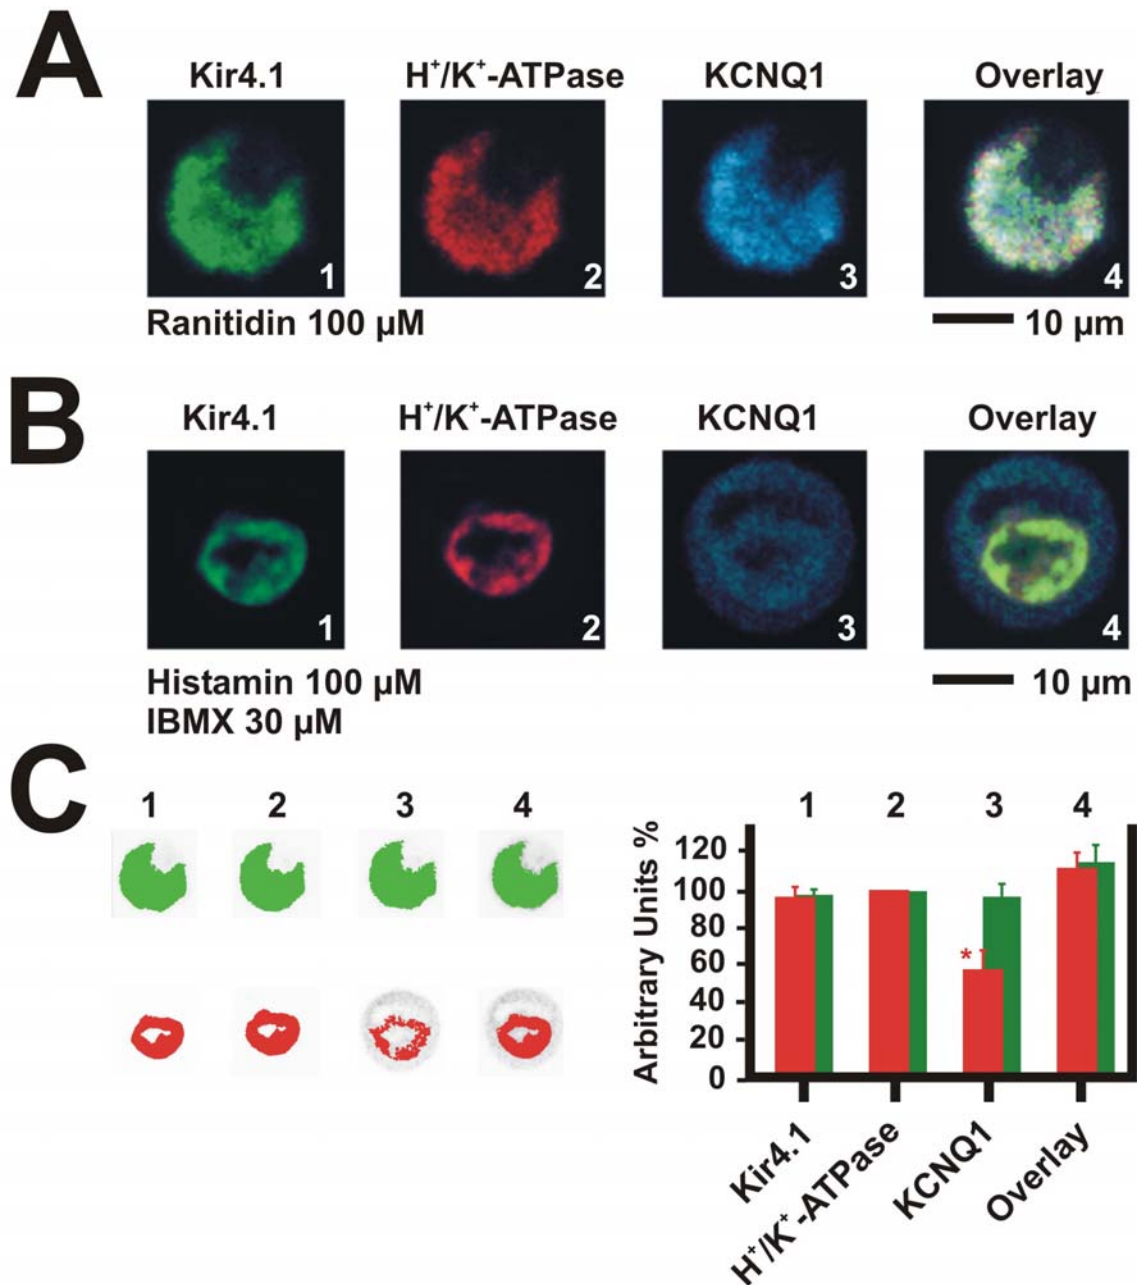 A
Kir4.1 H⁺/K⁺-ATPase KCNQ1 Overlay
1 2 3 4
Ranitidin 100 µM 10 µm
B
Kir4.1 H⁺/K⁺-ATPase KCNQ1 Overlay
1 2 3 4
Histamin 100 µM 10 µm
IBMX 30 µM
C
1 2 3 4
1 2 3 4
Arbitrary Units %
120
100
80
60
40
20
0
*
Kir4.1
H⁺/K⁺-ATPase
KCNQ1
Overlay